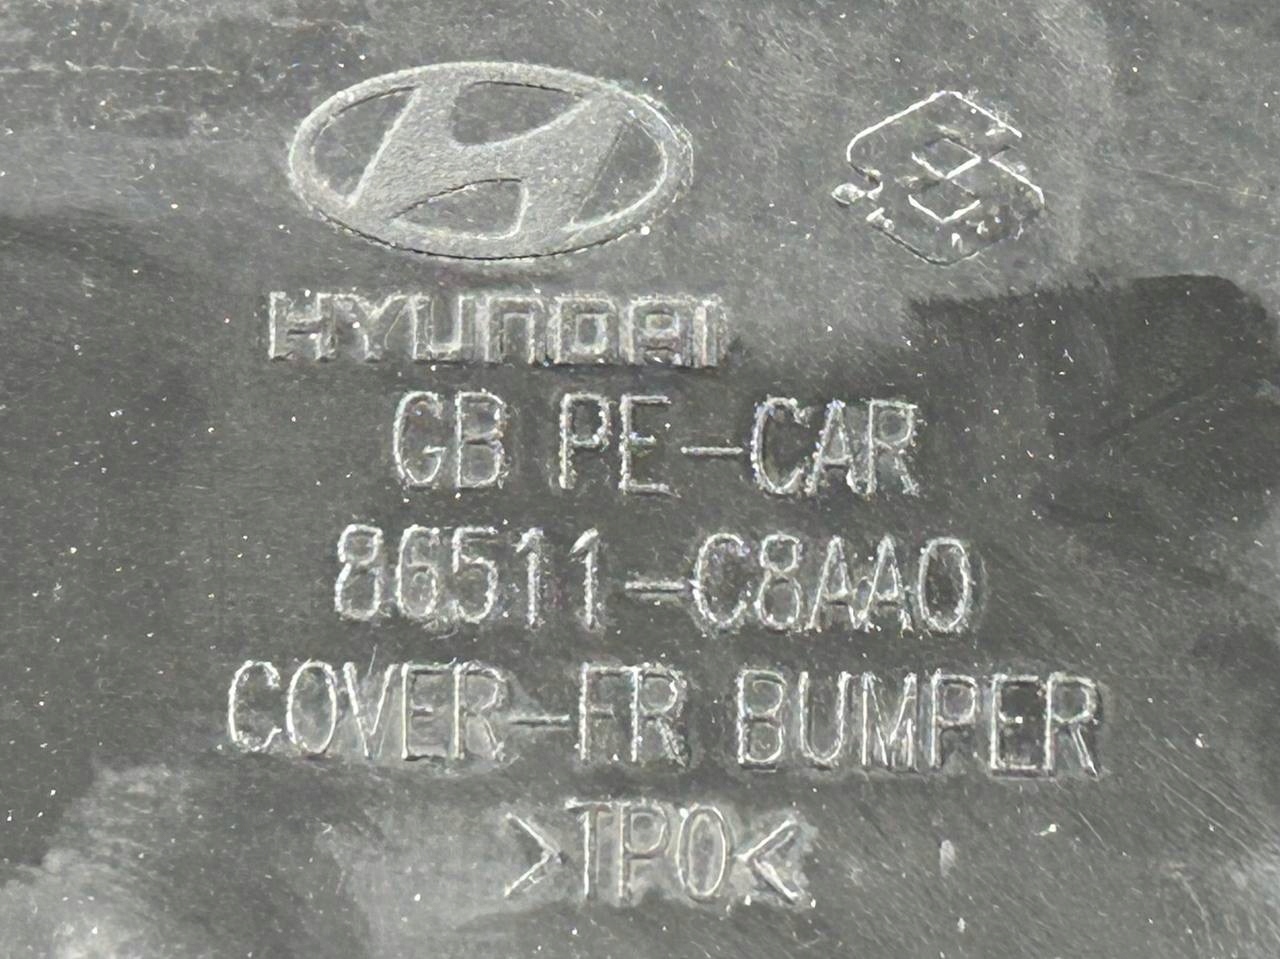 HYUNDAI
GB PE-CAR
86511-C8AA0
COVER-FR BUMPER
>TPO<